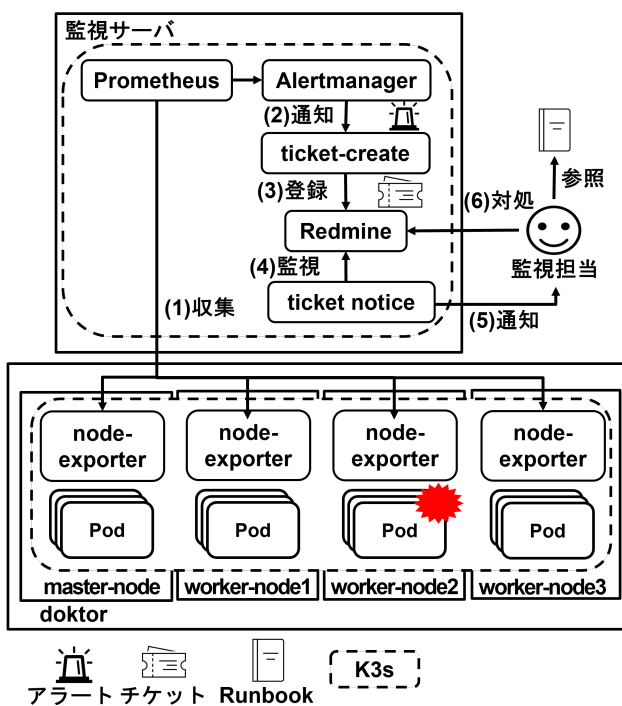 監視サーバ
Prometheus
Alertmanager
(2)通知
ticket-create
(3)登録
Redmine
(4)監視
ticket notice
(1)収集
(5)通知
(6)対処
参照
監視担当
node-
exporter
node-
exporter
node-
exporter
node-
exporter
Pod
Pod
Pod
Pod
master-node
worker-node1
worker-node2
worker-node3
doktor
アラート
チケット
Runbook
K3s